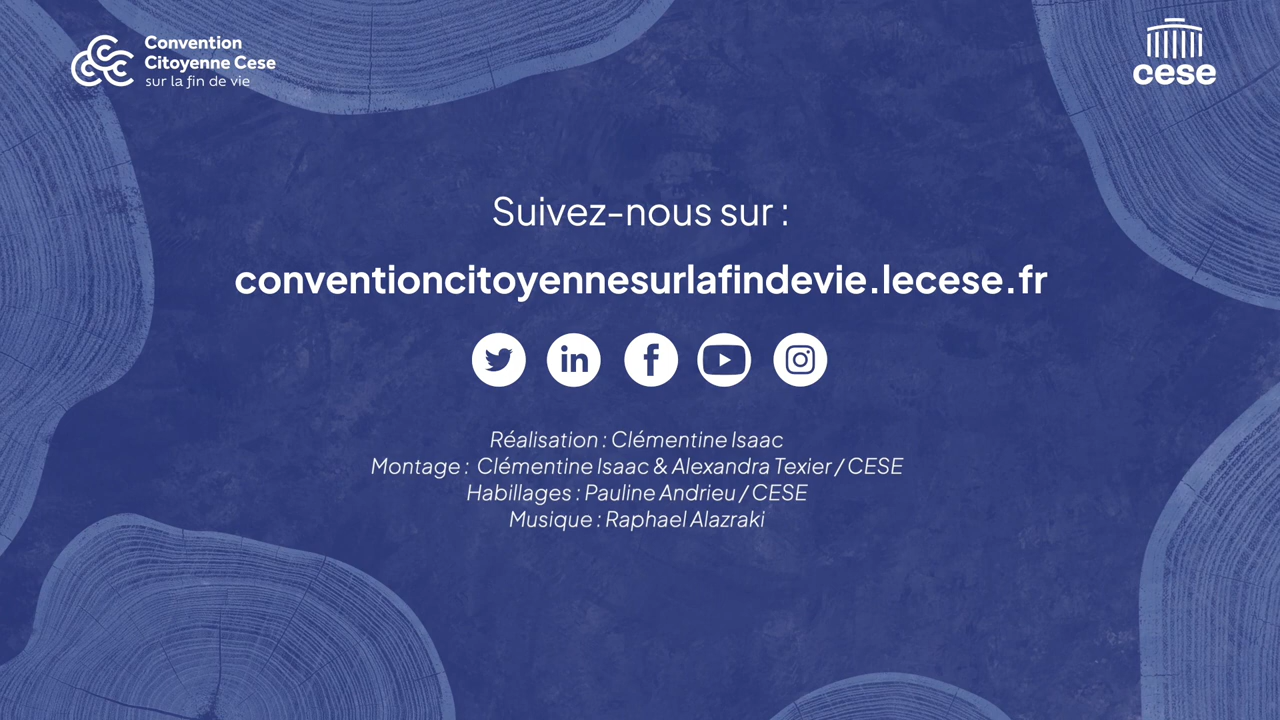 Convention
Citoyenne Cese
sur la fin de vie
cese
Suivez-nous sur :
conventioncitoyennesurlafindevie.lecese.fr
Réalisation : Clémentine Isaac
Montage : Clémentine Isaac & Alexandra Texier / CESE
Habillages : Pauline Andrieu / CESE
Musique : Raphael Alazraki